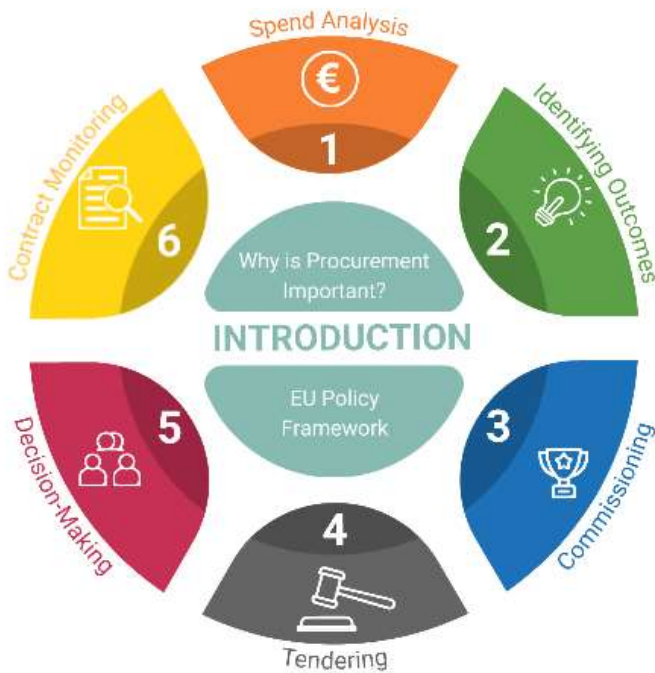 Spend Analysis
€
1
Identifying Outcomes
2
Commissioning
3
Tendering
4
Decision-Making
5
Contract Monitoring
6
Why is Procurement
Important?
INTRODUCTION
EU Policy
Framework